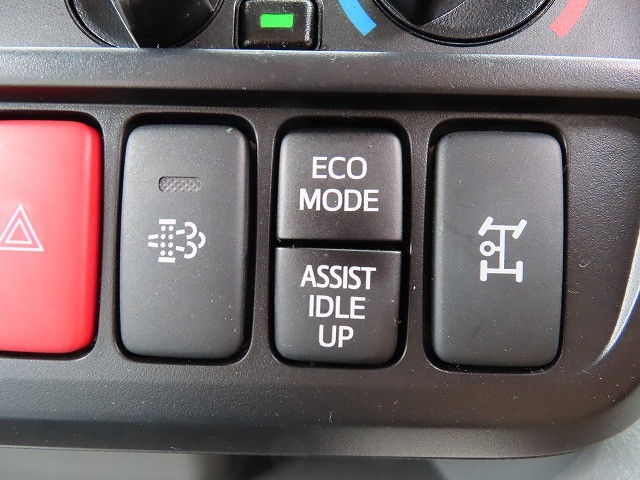 ECO
MODE
ASSIST
IDLE
UP